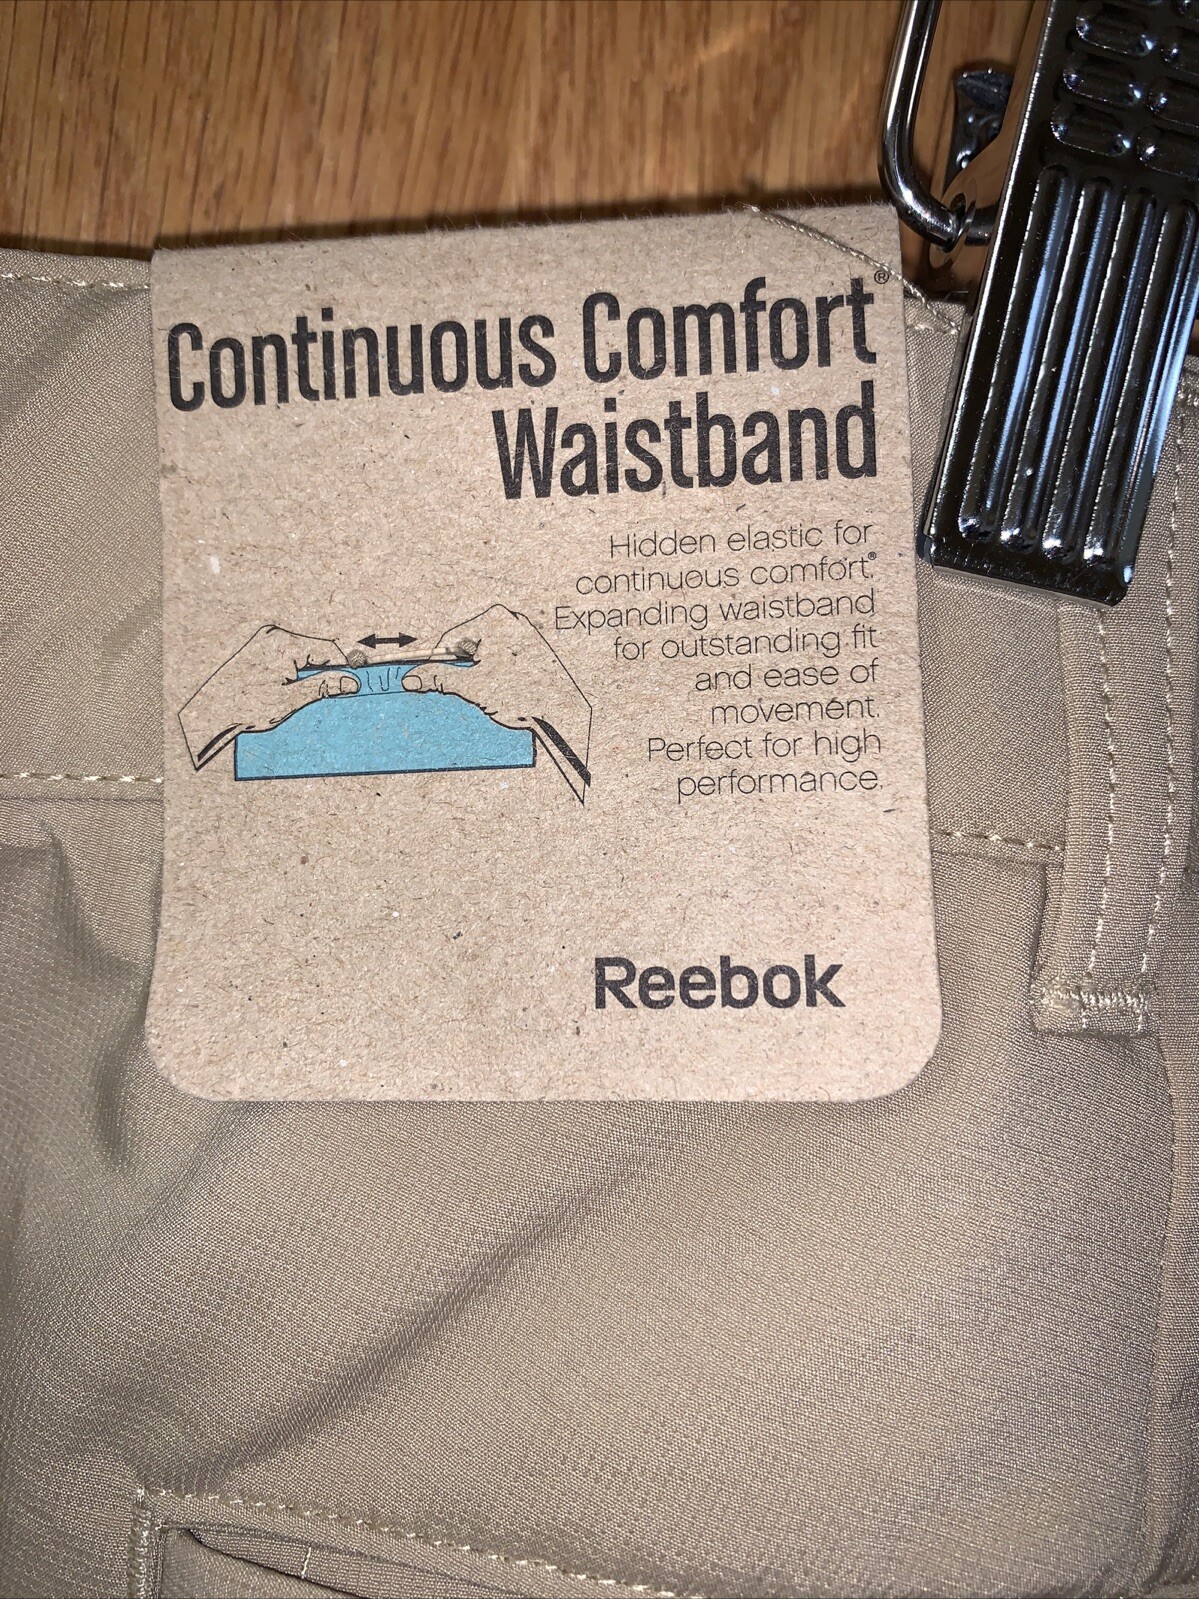 Continuous Comfort®
Waistband
Hidden elastic for
continuous comfort®.
Expanding waistband
for outstanding fit
and ease of
movement.
Perfect for high
performance.
Reebok